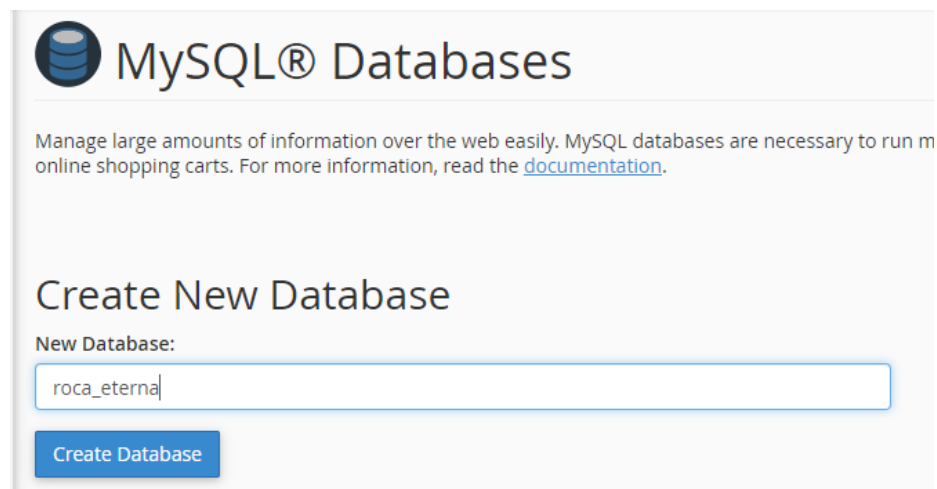 MySQL® Databases
Manage large amounts of information over the web easily. MySQL databases are necessary to run
online shopping carts. For more information, read the documentation.
Create New Database
New Database:
roca_eterna
Create Database